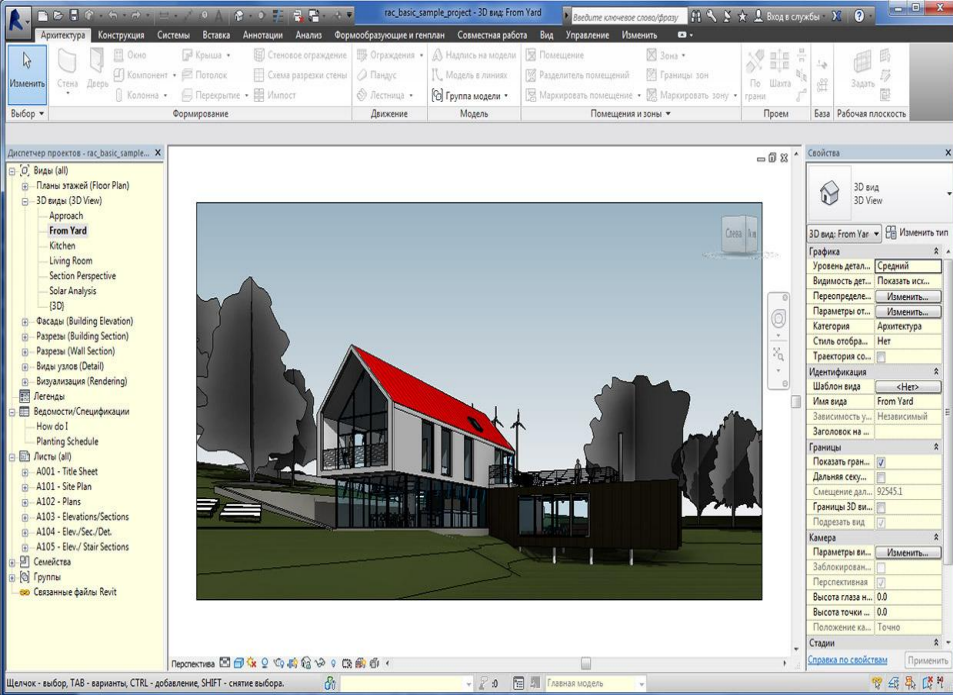 rac_basic_sample_project - 3D вид: From Yard
Введите ключевое слово/фразу
Вход в службы
Архитектура Конструкция Системы Вставка Аннотации Анализ Формообразующие и генплан Совместная работа Вид Управление Изменить
Изменить
Стена
Дверь
Окно
Компонент
Колонна
Крыша
Потолок
Перекрытие
Стеновое ограждение
Схема разрезки стены
Импост
Ограждения
Пандус
Лестница
Надпись на модели
Модель в линиях
Группа модели
Помещение
Разделитель помещений
Маркировать помещение
Зона
Границы зон
Маркировать зону
По грани
Шахта
Задать
Выбор Формирование Движение Модель Помещения и зоны Проем База Рабочая плоскость
Диспетчер проектов - rac_basic_sample...
Виды (all)
Планы этажей (Floor Plan)
3D виды (3D View)
Approach
From Yard
Kitchen
Living Room
Section Perspective
Solar Analysis
{3D}
Фасады (Building Elevation)
Разрезы (Building Section)
Разрезы (Wall Section)
Виды узлов (Detail)
Визуализация (Rendering)
Легенды
Ведомости/Спецификации
How do I
Planting Schedule
Листы (all)
A001 - Title Sheet
A101 - Site Plan
A102 - Plans
A103 - Elevations/Sections
A104 - Elev./Sec./Det.
A105 - Elev./ Stair Sections
Семейства
Группы
Связанные файлы Revit
Слева
Свойства
3D вид
3D View
3D вид: From Yar
Изменить тип
Графика
Уровень детал... Средний
Видимость дет... Показать исх...
Переопределе... Изменить...
Параметры от... Изменить...
Категория Архитектура
Стиль отобра... Нет
Траектория со...
Идентификация
Шаблон вида <Нет>
Имя вида From Yard
Зависимость у... Независимый
Заголовок на ...
Границы
Показать гран...
Дальняя секу...
Смещение дал... 92545.1
Границы 3D ви...
Подрезать вид
Камера
Параметры ви... Изменить...
Заблокирован...
Перспективная
Высота глаза н... 0.0
Высота точки ... 0.0
Положение ка... Точно
Стадии
Справка по свойствам
Применить
Перспектива
Щелчок - выбор, TAB - варианты, CTRL - добавление, SHIFT - снятие выбора.
:0
Главная модель